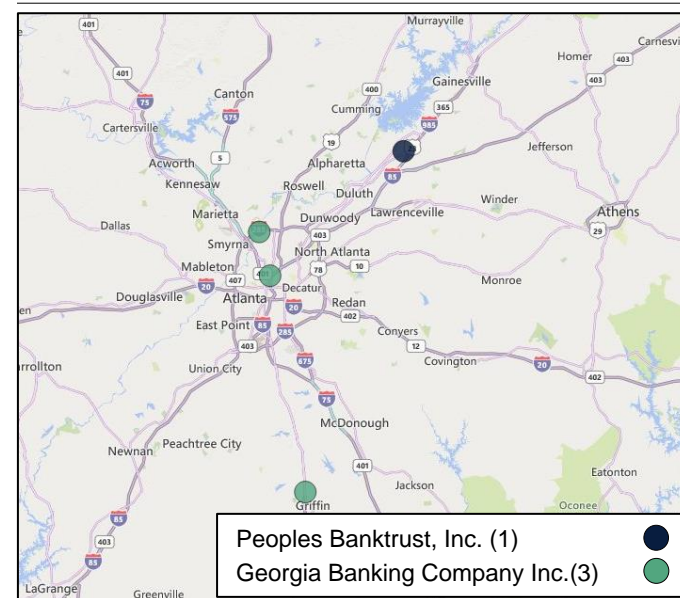 Murrayville
401
Carnesvi
Homer
403
Gainesville
401
403
Canton
400
365
75
575
Cumming
985
Cartersville
19
Jefferson
5
Acworth
Alpharetta
85
Kennesaw
Roswell
Duluth
Winder
Marietta
Dunwoody
Lawrenceville
Athens
Dallas
403
29
Smyrna
North Atlanta
Mableton
78
10
20
407
Decatur
Monroe
Douglasville
Atlanta
20
Redan
en
402
East Point
85
285
Conyers
403
12
675
20
rrollton
Union City
Covington
402
75
McDonough
Peachtree City
Newnan
401
Eatonton
Jackson
Griffin
Oconee
85
403
85
LaGrange
Greenville
Peoples Banktrust, Inc. (1)
Georgia Banking Company Inc.(3)